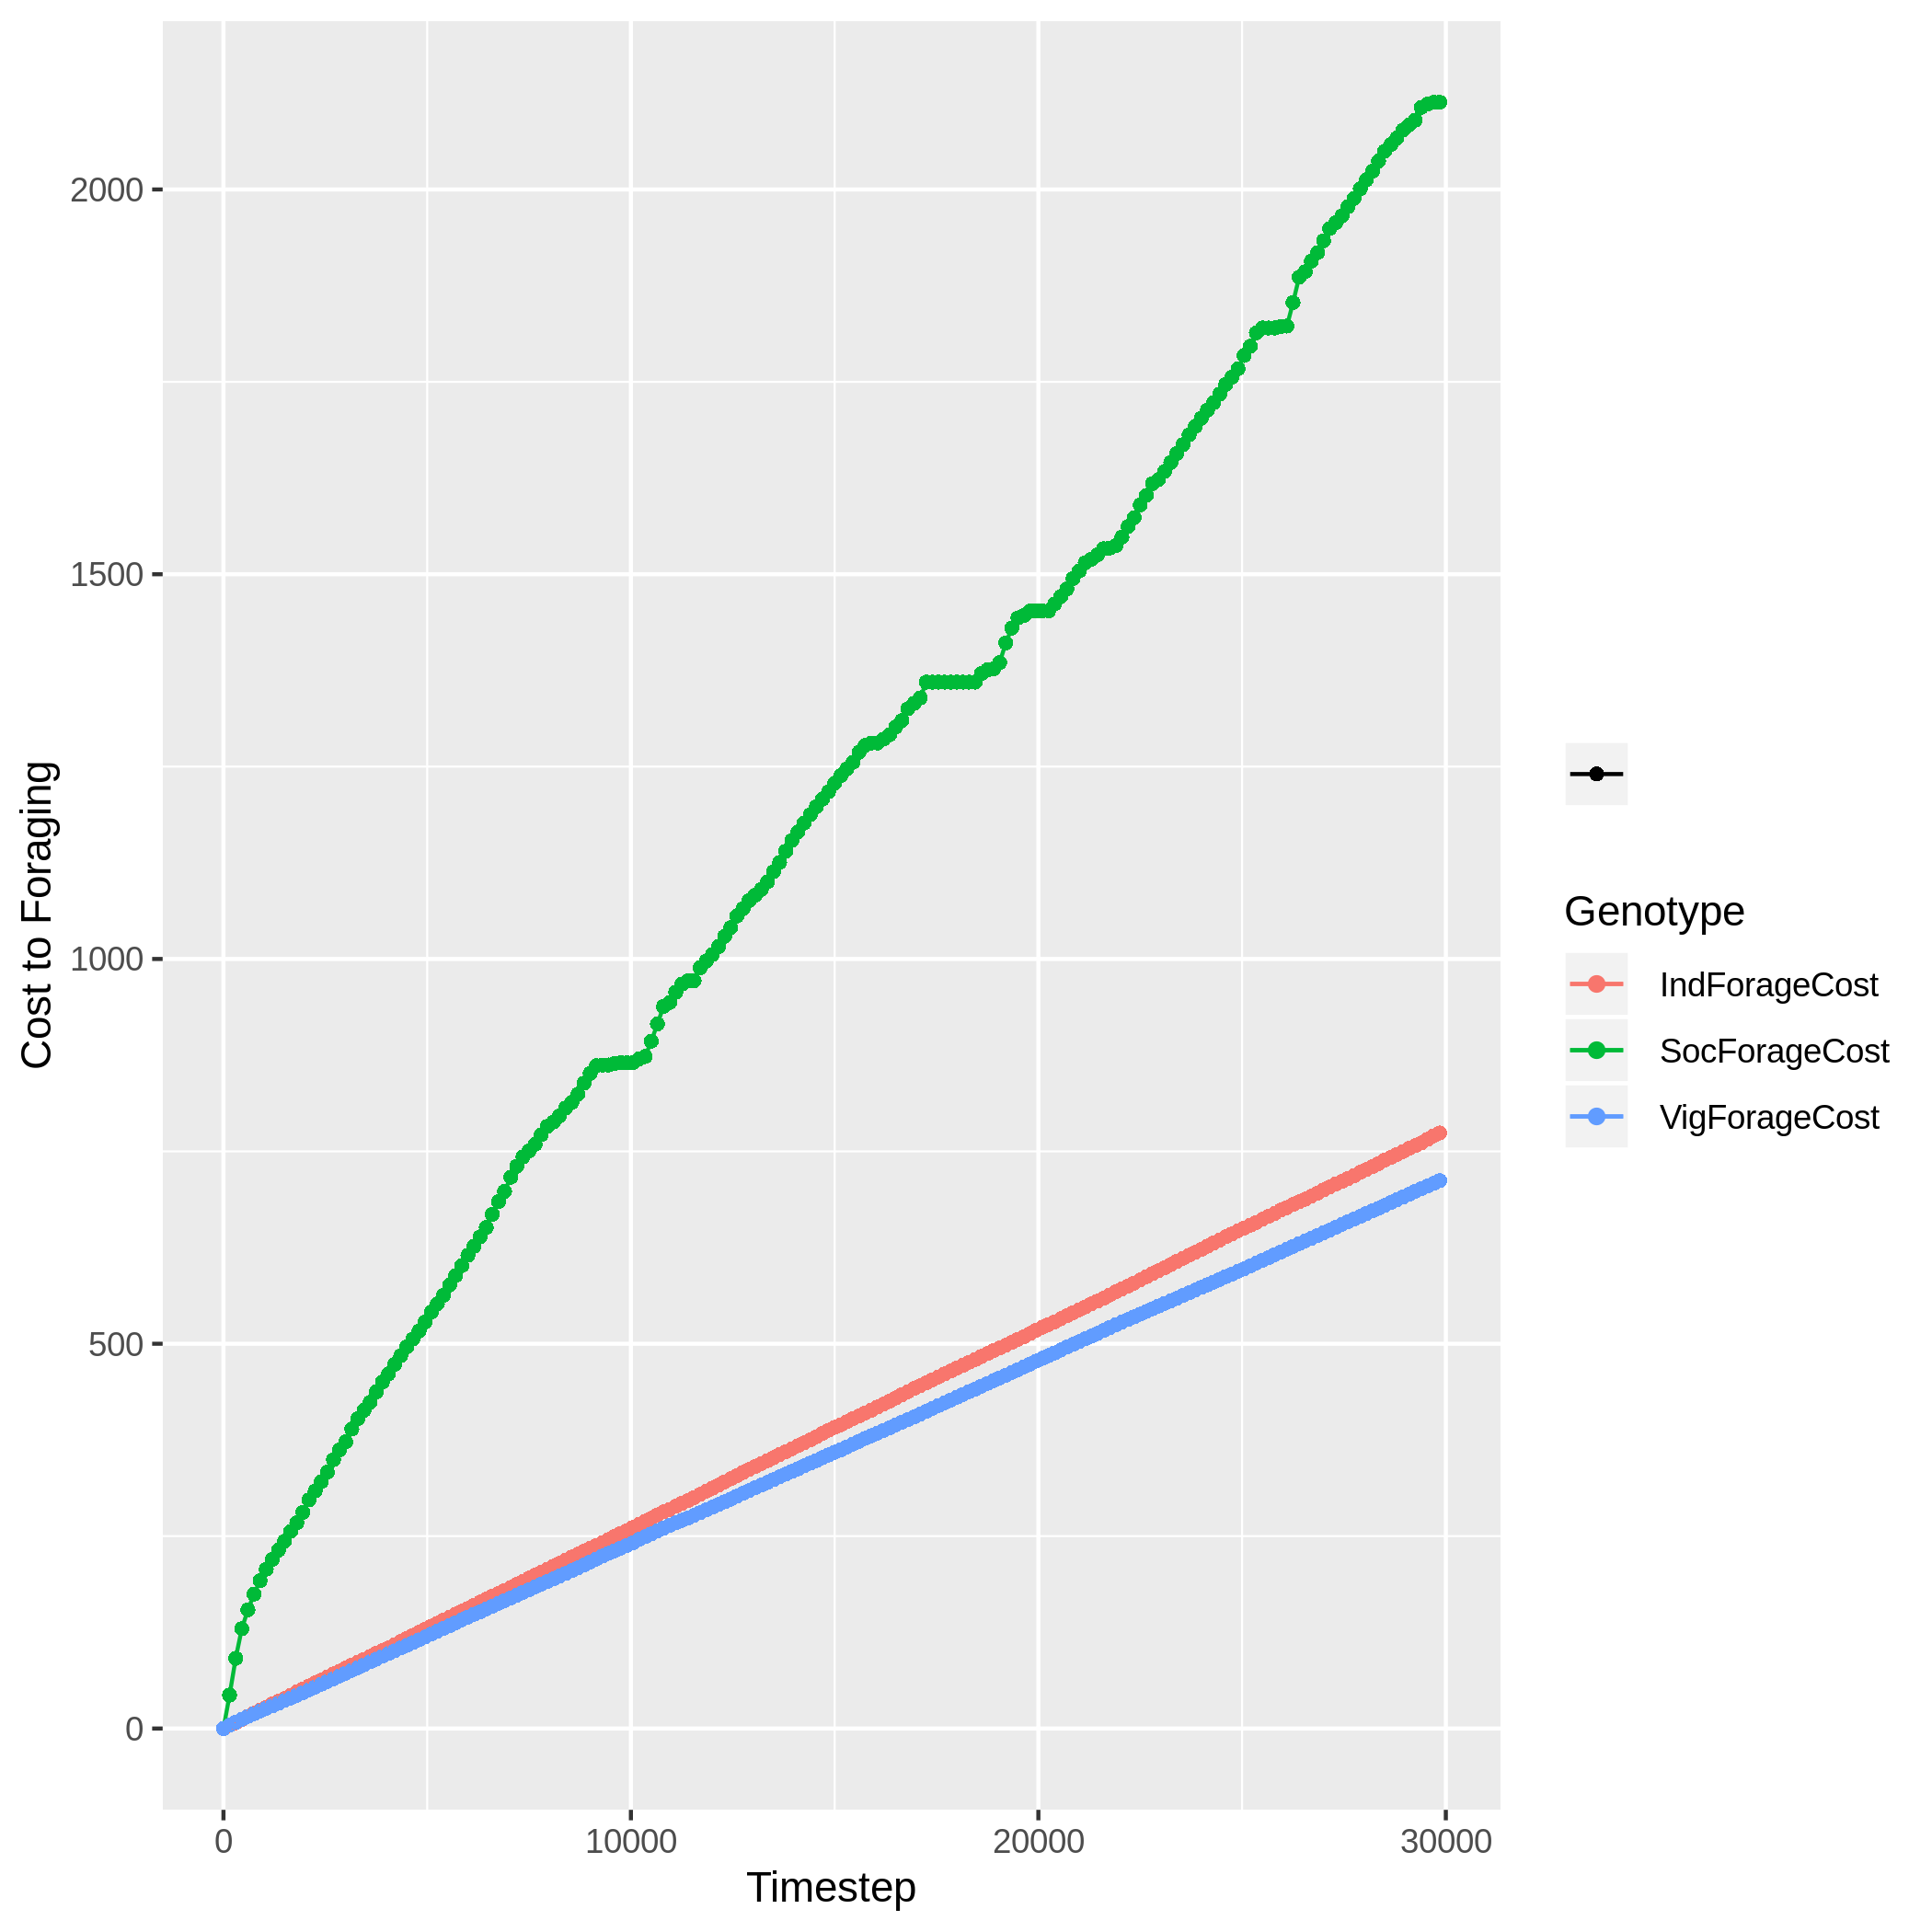 2000
1500
1000
500
0
0 10000 20000 30000
Timestep
Cost to Foraging
Genotype
IndForageCost
SocForageCost
VigForageCost